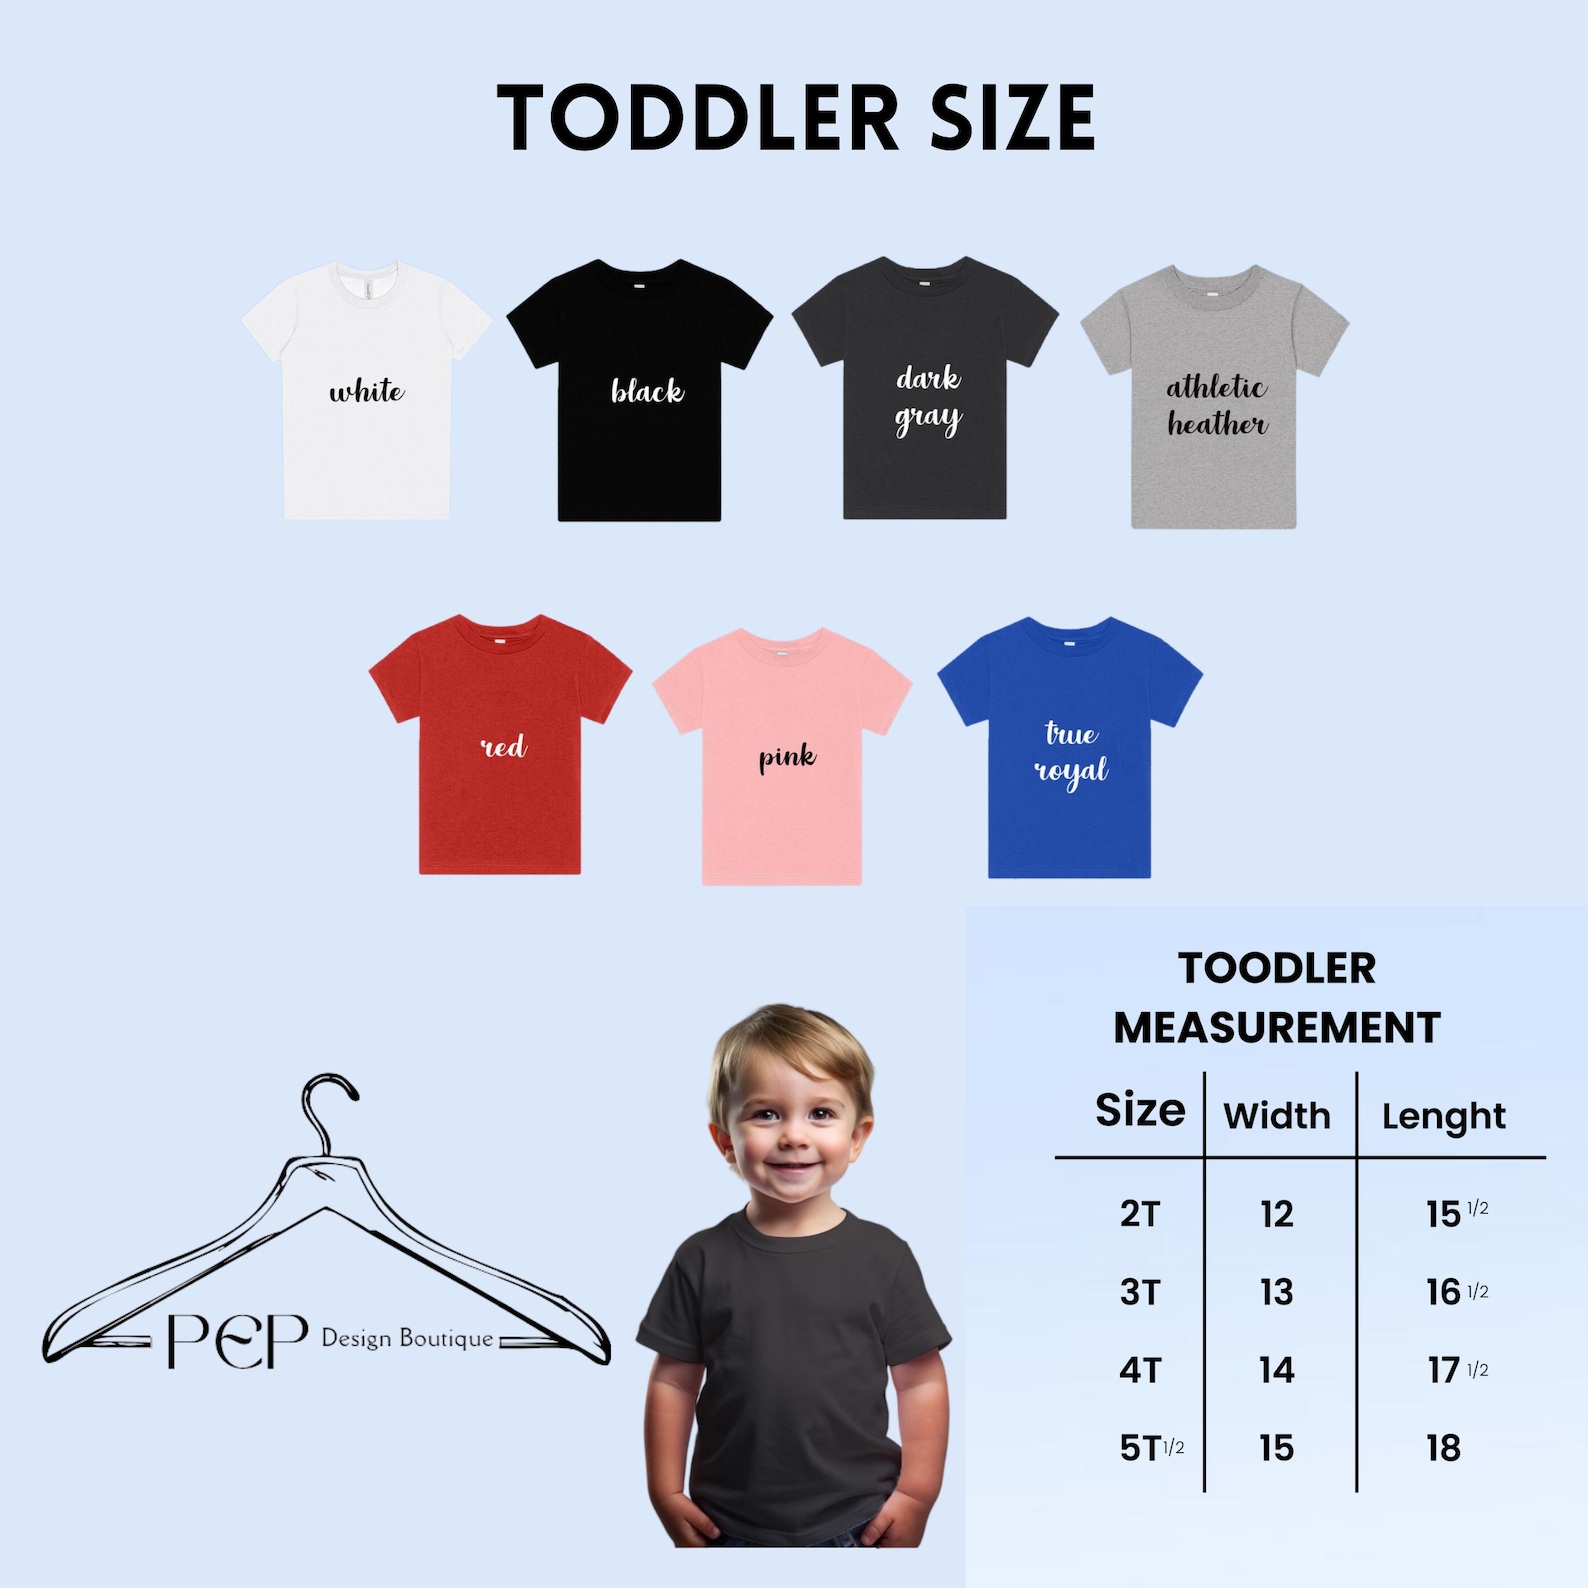 TODDLER SIZE
white
black
dark
gray
athletic
heather
red
pink
true
royal
TOODLER
MEASUREMENT
Size Width Lenght
2T 12 15 1/2
3T 13 16 1/2
4T 14 17 1/2
5T 1/2 15 18
PEP Design Boutique